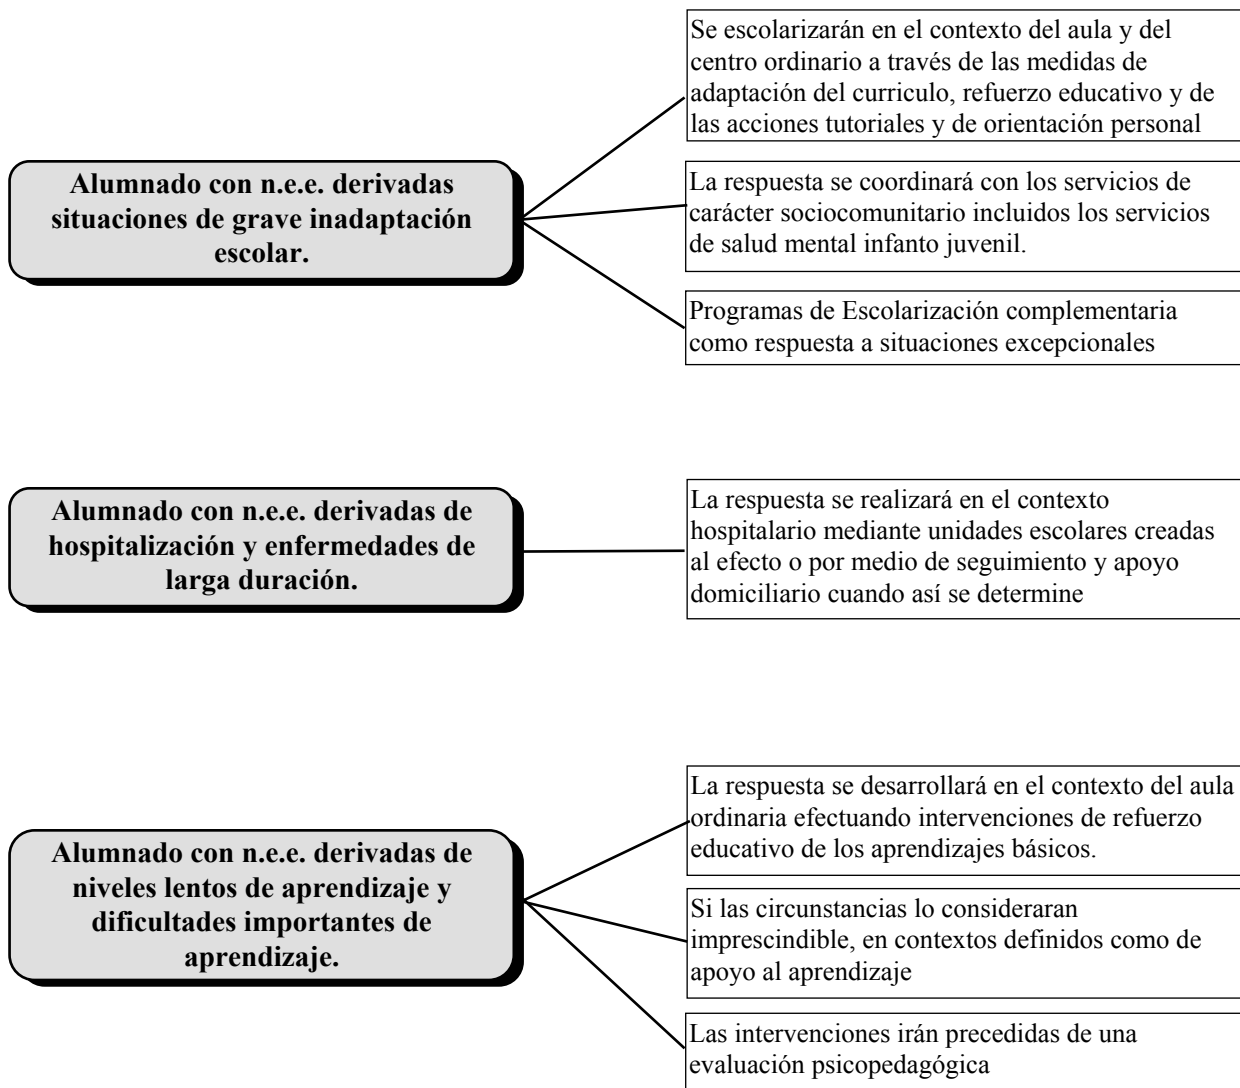 Alumnado con n.e.e. derivadas
situaciones de grave inadaptación
escolar.
Se escolarizarán en el contexto del aula y del
centro ordinario a través de las medidas de
adaptación del curriculo, refuerzo educativo y de
las acciones tutoriales y de orientación personal
La respuesta se coordinará con los servicios de
carácter sociocomunitario incluidos los servicios
de salud mental infanto juvenil.
Programas de Escolarización complementaria
como respuesta a situaciones excepcionales
Alumnado con n.e.e. derivadas de
hospitalización y enfermedades de
larga duración.
La respuesta se realizará en el contexto
hospitalario mediante unidades escolares creadas
al efecto o por medio de seguimiento y apoyo
domiciliario cuando así se determine
Alumnado con n.e.e. derivadas de
niveles lentos de aprendizaje y
dificultades importantes de
aprendizaje.
La respuesta se desarrollará en el contexto del aula
ordinaria efectuando intervenciones de refuerzo
educativo de los aprendizajes básicos.
Si las circunstancias lo consideraran
imprescindible, en contextos definidos como de
apoyo al aprendizaje
Las intervenciones irán precedidas de una
evaluación psicopedagógica